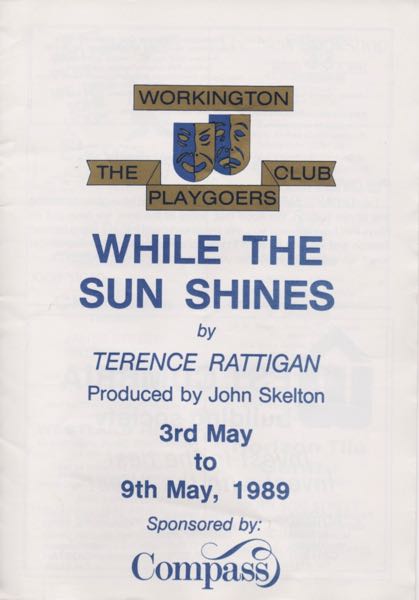 WORKINGTON
THE PLAYGOERS CLUB
WHILE THE
SUN SHINES
by
TERENCE RATTIGAN
Produced by John Skelton
3rd May
to
9th May, 1989
Sponsored by:
Compass